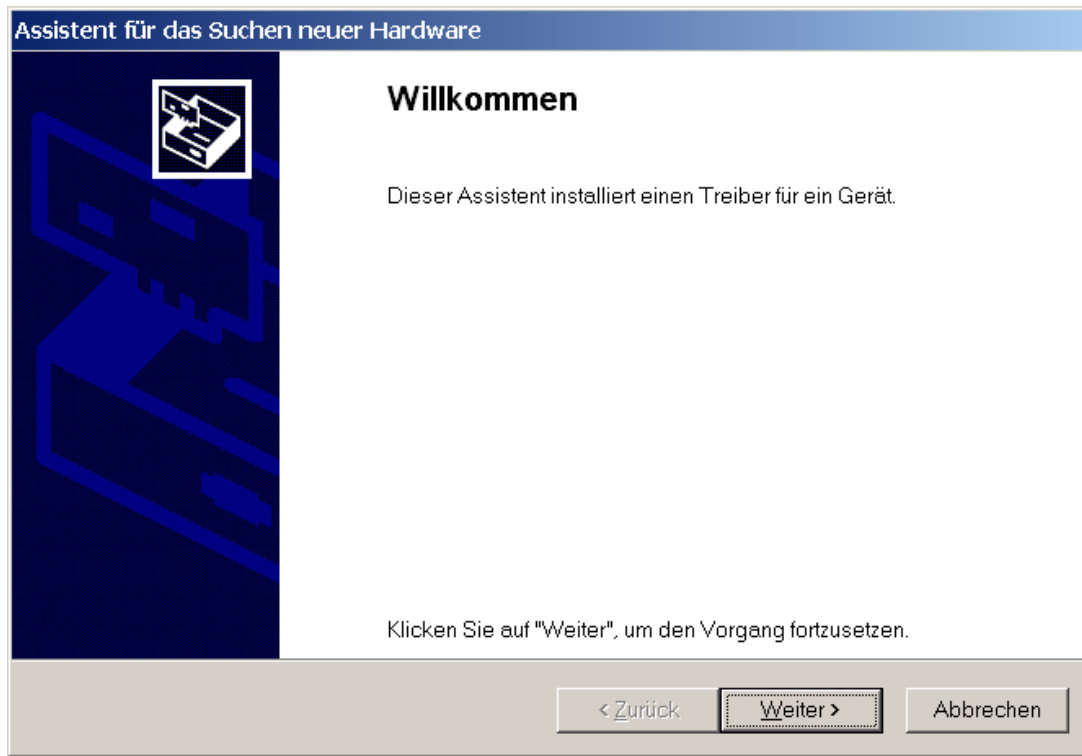 Assistent für das Suchen neuer Hardware
Willkommen
Dieser Assistent installiert einen Treiber für ein Gerät.
Klicken Sie auf "Weiter", um den Vorgang fortzusetzen.
< Zurück Weiter > Abbrechen